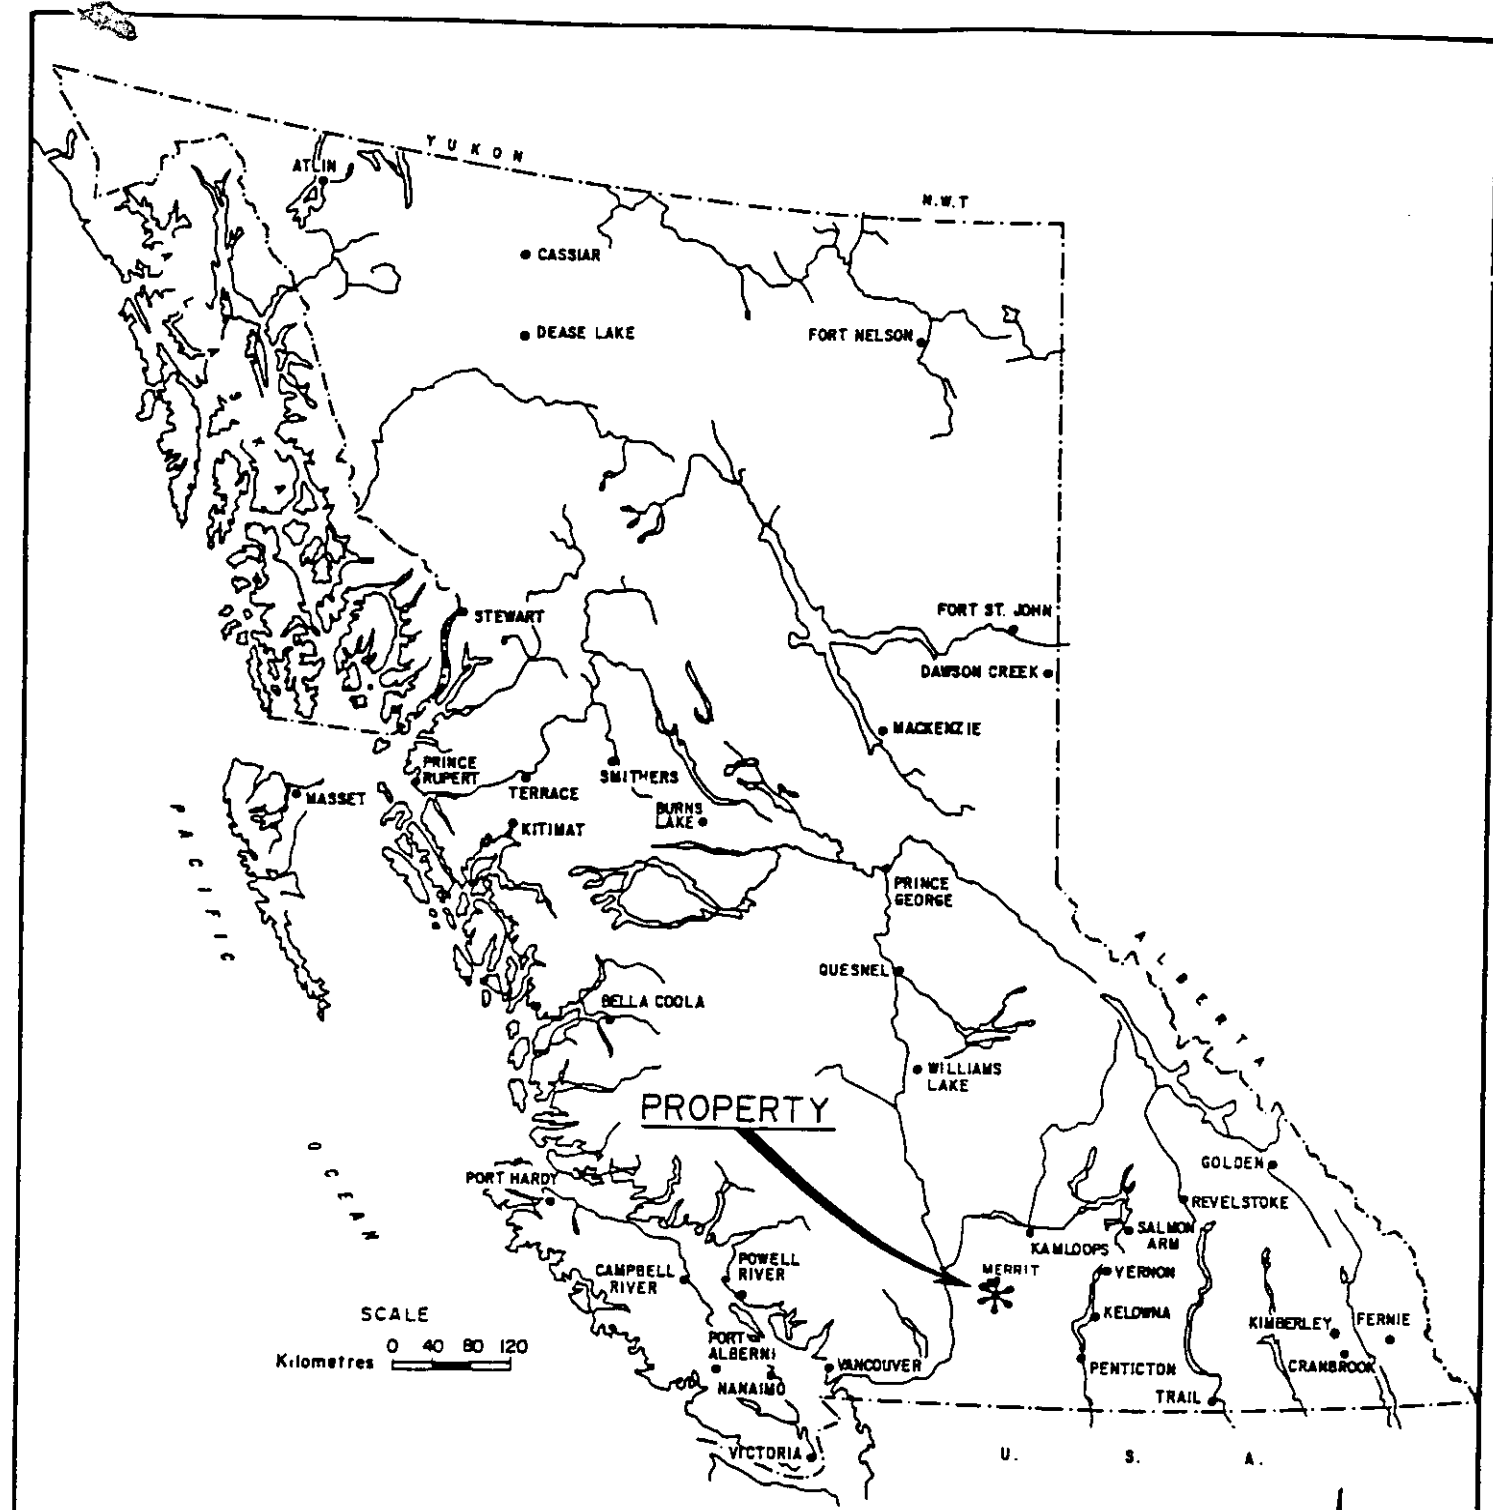 YUKON
ATLIN
N.W.T
CASSIAR
DEASE LAKE
FORT NELSON
STEWART
FORT ST. JOHN
DAWSON CREEK
MACKENZIE
PRINCE
RUPERT
SMITHERS
TERRACE
MASSET
BURNS
LAKE
KITIMAT
PACIFIC
PRINCE
GEORGE
ALBERTA
QUESNEL
BELLA COOLA
WILLIAMS
LAKE
PROPERTY
OCEAN
GOLDEN
PORT HARDY
REVELSTOKE
SALMON
ARM
KAMLOOPS
POWELL
RIVER
CAMPBELL
RIVER
MERRIT
VERNON
SCALE
KELOWNA
KIMBERLEY
FERNIE
0 40 80 120
Kilometres
PORT
ALBERNI
VANCOUVER
PENTICTON
CRANBROOK
NANAIMO
TRAIL
VICTORIA
U. S. A.